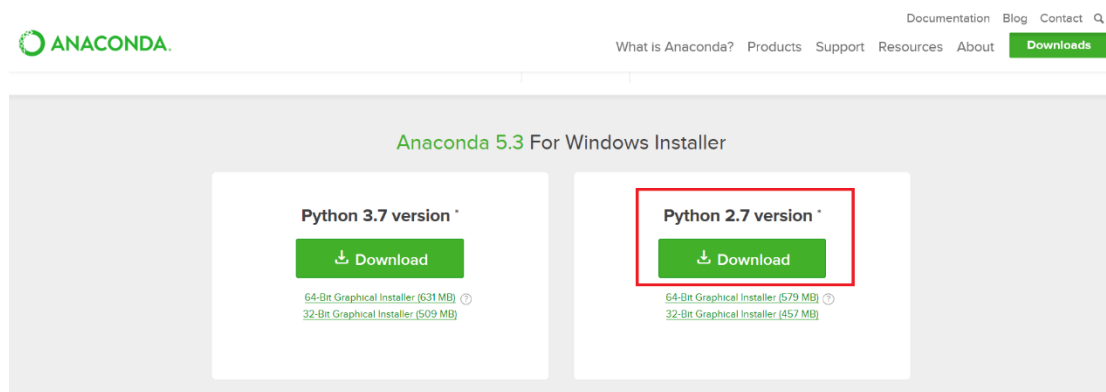 Documentation Blog Contact
ANACONDA.
What is Anaconda? Products Support Resources About Downloads
Anaconda 5.3 For Windows Installer
Python 3.7 version *
Download
64-Bit Graphical Installer (631 MB) ?
32-Bit Graphical Installer (509 MB)
Python 2.7 version *
Download
64-Bit Graphical Installer (579 MB) ?
32-Bit Graphical Installer (457 MB)